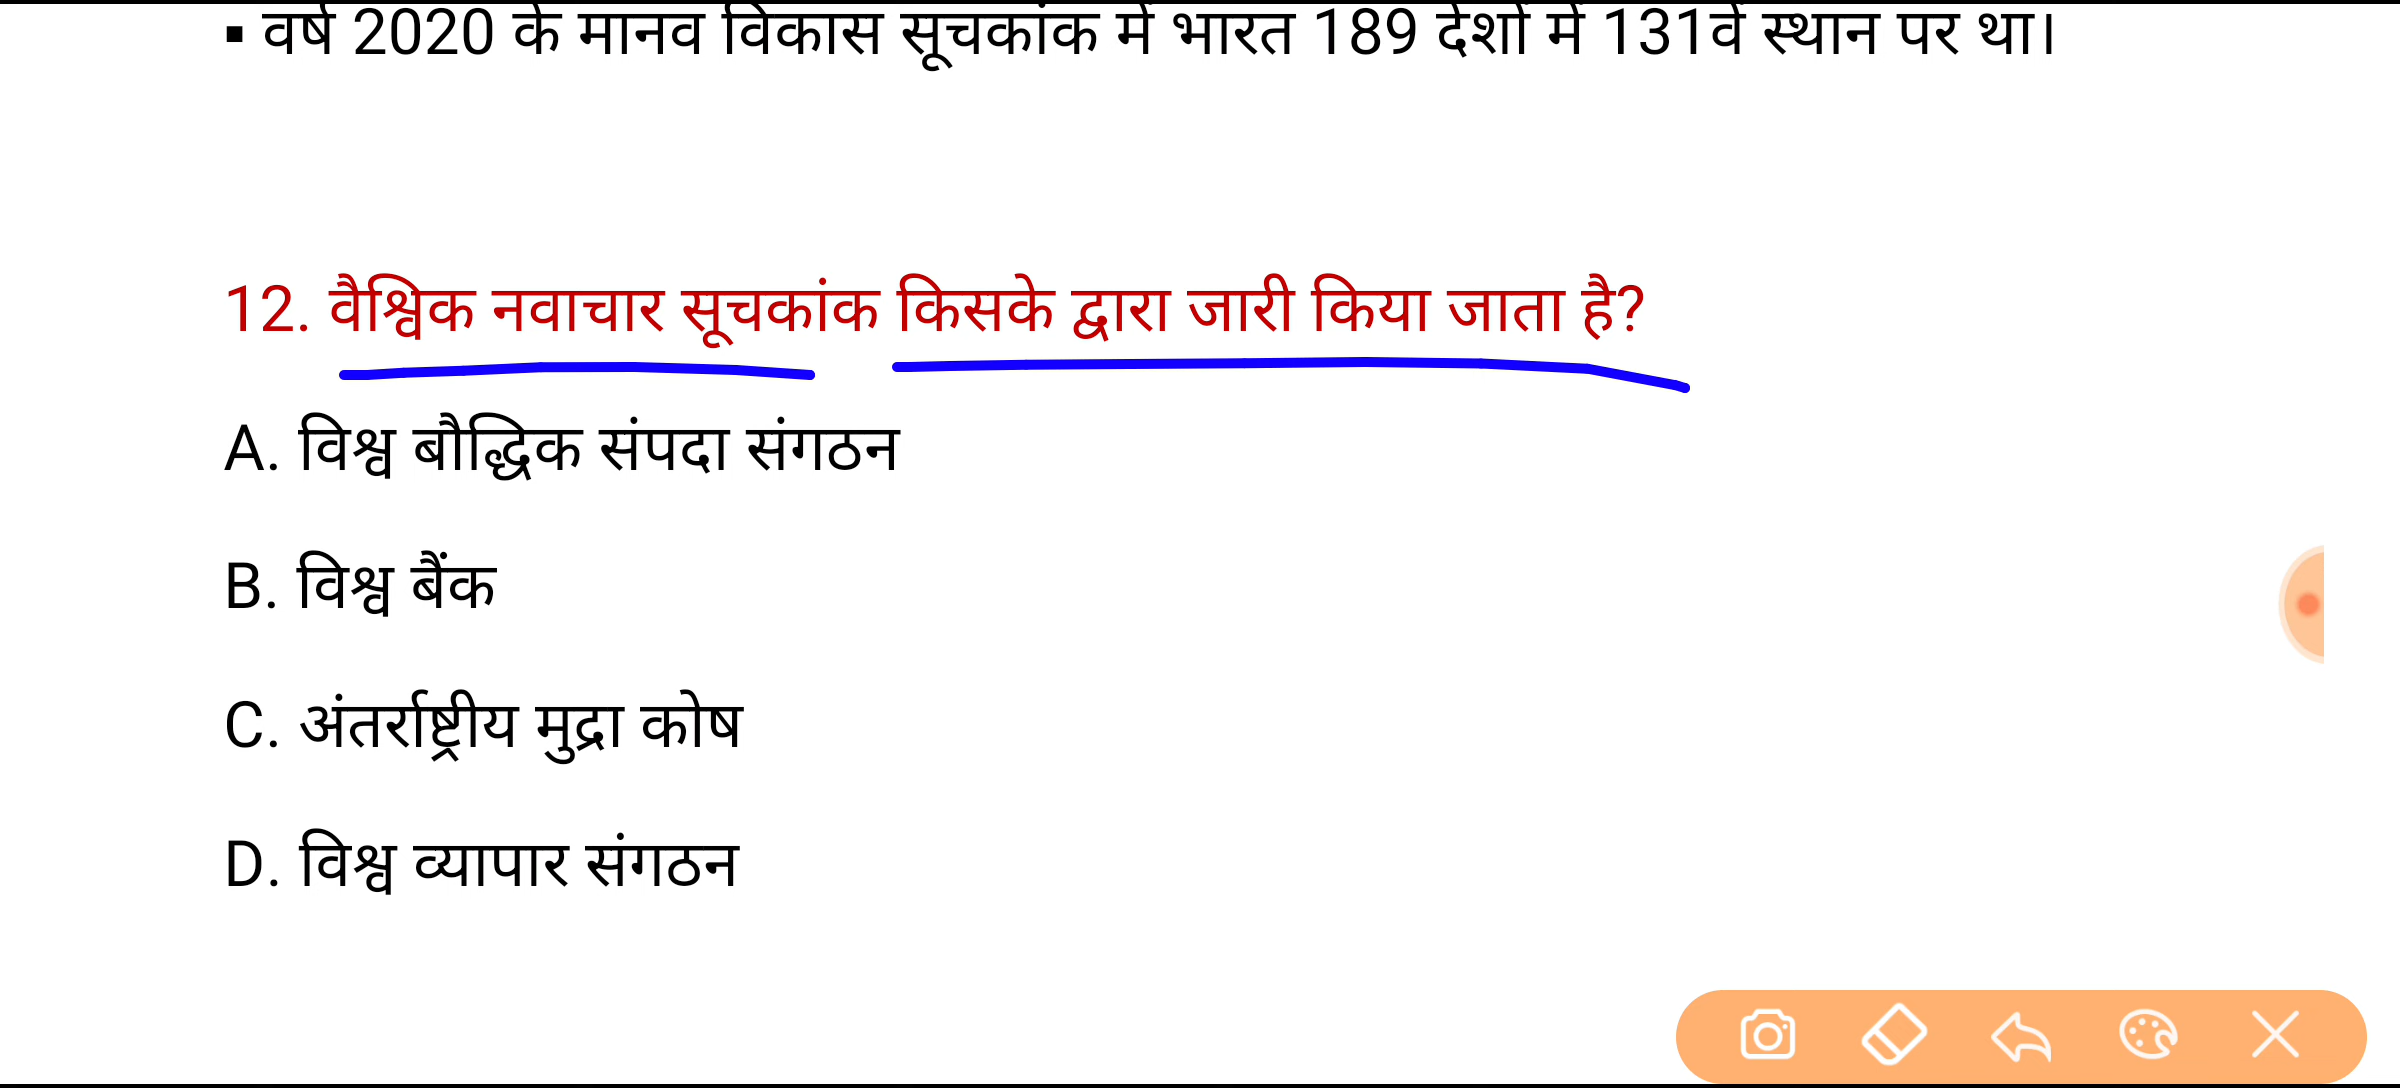 ▪ वर्ष 2020 के मानव विकास सूचकांक में भारत 189 देशों में 131वें स्थान पर था।
12. वैश्विक नवाचार सूचकांक किसके द्वारा जारी किया जाता है?
A. विश्व बौद्धिक संपदा संगठन
B. विश्व बैंक
C. अंतर्राष्ट्रीय मुद्रा कोष
D. विश्व व्यापार संगठन